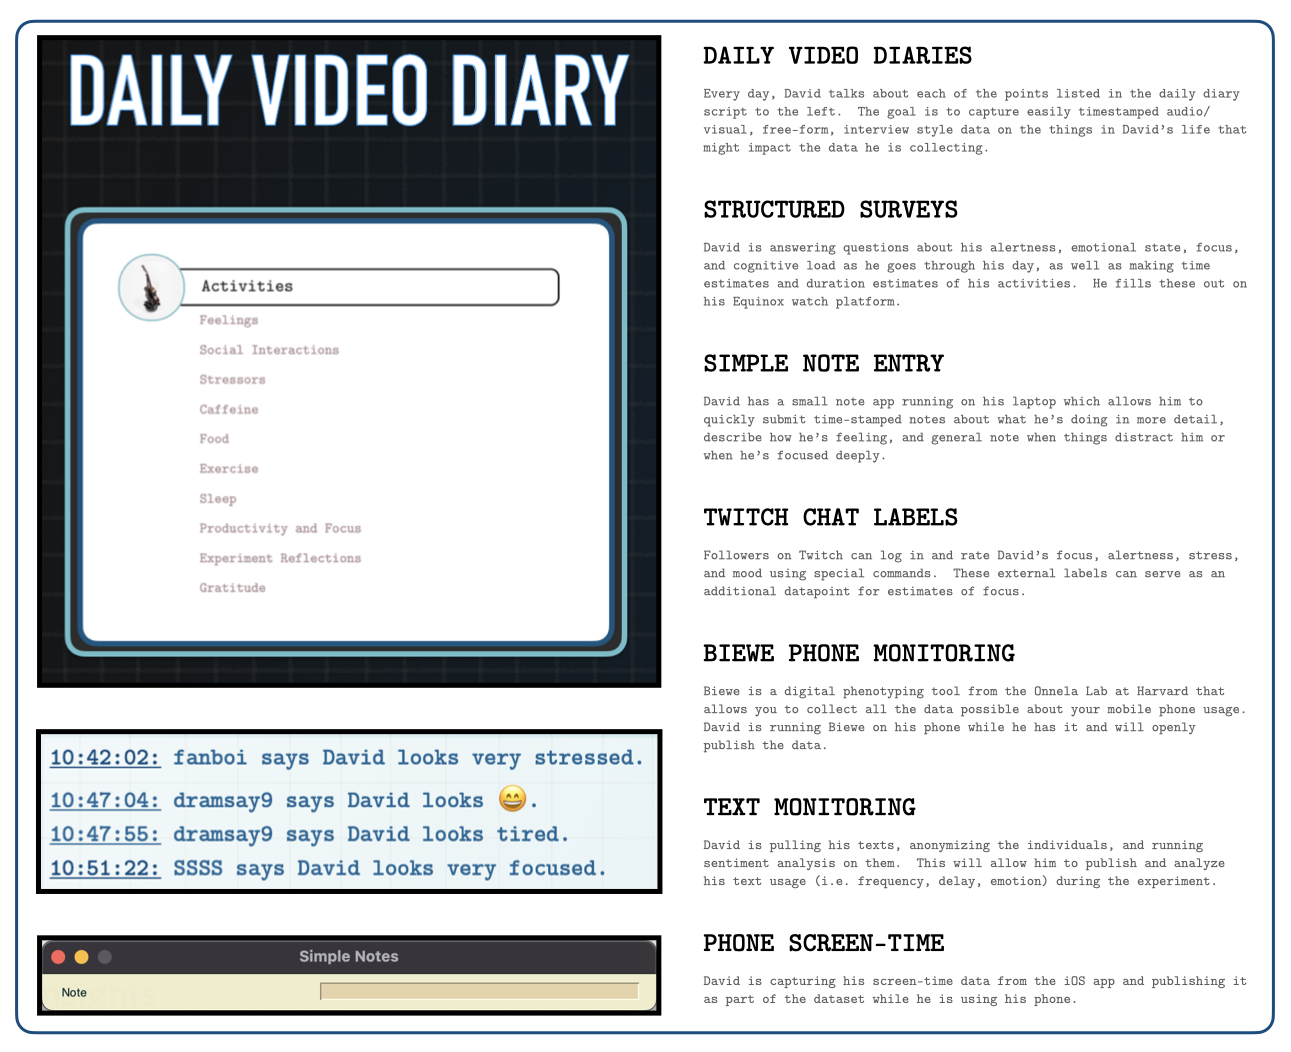 DAILY VIDEO DIARY
Activities
Feelings
Social Interactions
Stressors
Caffeine
Food
Exercise
Sleep
Productivity and Focus
Experiment Reflections
Gratitude
10:42:02: fanboi says David looks very stressed.
10:47:04: dramsay9 says David looks 😄.
10:47:55: dramsay9 says David looks tired.
10:51:22: SSSS says David looks very focused.
Simple Notes
Note
DAILY VIDEO DIARIES
Every day, David talks about each of the points listed in the daily diary
script to the left.  The goal is to capture easily timestamped audio/
visual, free-form, interview style data on the things in David's life that
might impact the data he is collecting.
STRUCTURED SURVEYS
David is answering questions about his alertness, emotional state, focus,
and cognitive load as he goes through his day, as well as making time
estimates and duration estimates of his activities.  He fills these out on
his Equinox watch platform.
SIMPLE NOTE ENTRY
David has a small note app running on his laptop which allows him to
quickly submit time-stamped notes about what he's doing in more detail,
describe how he's feeling, and general note when things distract him or
when he's focused deeply.
TWITCH CHAT LABELS
Followers on Twitch can log in and rate David's focus, alertness, stress,
and mood using special commands.  These external labels can serve as an
additional datapoint for estimates of focus.
BIEWE PHONE MONITORING
Biewe is a digital phenotyping tool from the Onnela Lab at Harvard that
allows you to collect all the data possible about your mobile phone usage.
David is running Biewe on his phone while he has it and will openly
publish the data.
TEXT MONITORING
David is pulling his texts, anonymizing the individuals, and running
sentiment analysis on them.  This will allow him to publish and analyze
his text usage (i.e. frequency, delay, emotion) during the experiment.
PHONE SCREEN-TIME
David is capturing his screen-time data from the iOS app and publishing it
as part of the dataset while he is using his phone.